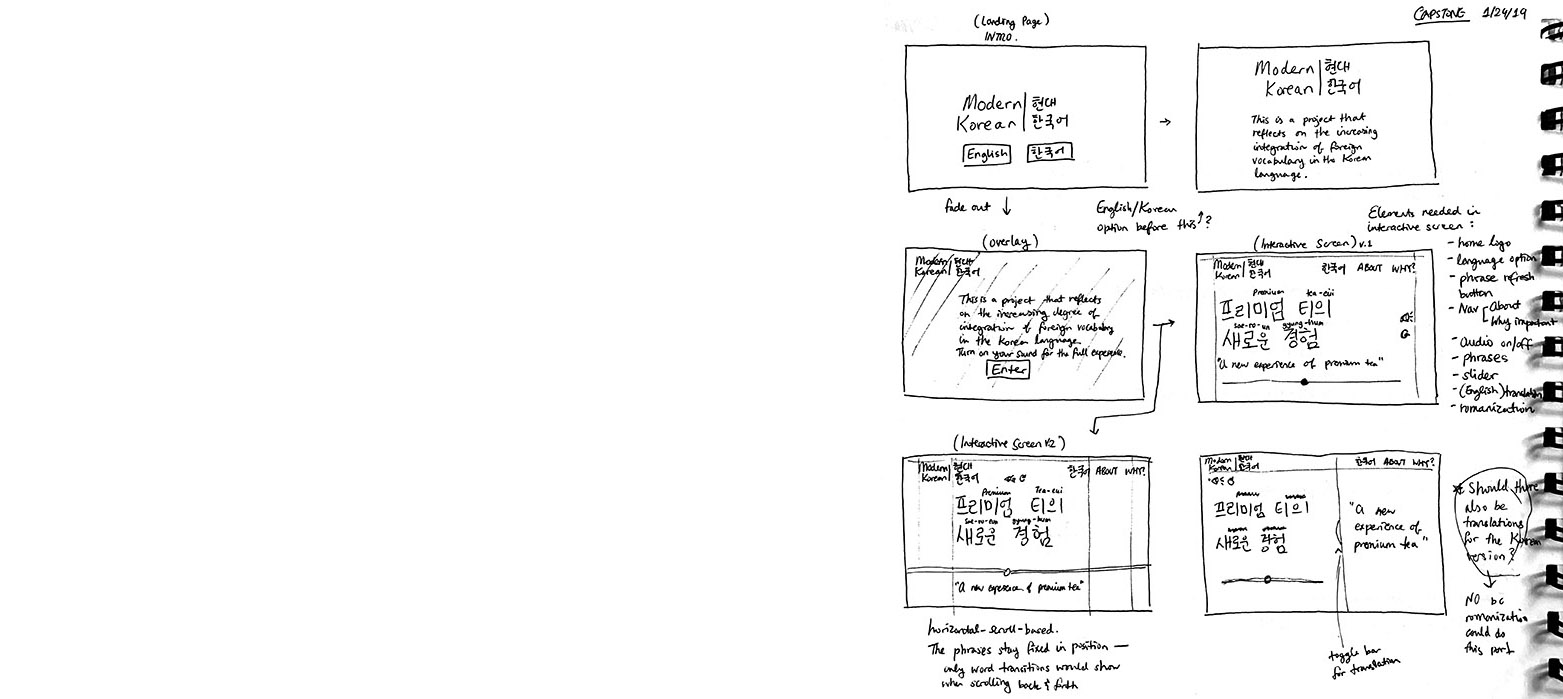 CAPSTONE 1/24/19
(Landing Page)
INTRO.
Modern | 현대
Korean | 한국어
English 한국어
→
Modern | 현대
Korean | 한국어
This is a project that
reflects on the increasing
integration of foreign
vocabulary in the Korean
language.
fade out ↓
English/Korean
option before this ↑?
(Overlay)
Modern | 현대
Korean | 한국어
This is a project that reflects
on the increasing degree of
integration of foreign vocabulary
in the Korean language.
Turn on your sound for the full experience.
Enter
(Interactive Screen) v.1
Modern | 현대
Korean | 한국어
한국어 ABOUT WHY?
Premium tea-eui
프리미엄 티의
sae-ro-un gyung-hum
새로운 경험
"A new experience of premium tea"
Elements needed in
interactive screen :
- home logo
- language option
- phrase refresh
button
- Nav - About
Why important
- audio on/off
- phrases
- slider
- (English) translation
- romanization
(Interactive Screen v.2)
Modern | 현대
Korean | 한국어
한국어 ABOUT WHY?
Premium Tea-eui
프리미엄 티의
sae-ro-un gyung-hum
새로운 경험
"A new experience of premium tea"
horizontal-scroll-based.
The phrases stay fixed in position —
only word transitions would show
when scrolling back & forth
Modern | 현대
Korean | 한국어
한국어 ABOUT WHY?
프리미엄 티의
새로운 경험
"A new
experience of
premium tea"
toggle bar
for translation
* Should there
also be
translations
for the Korean
version?
NO bc
romanization
could do
this part